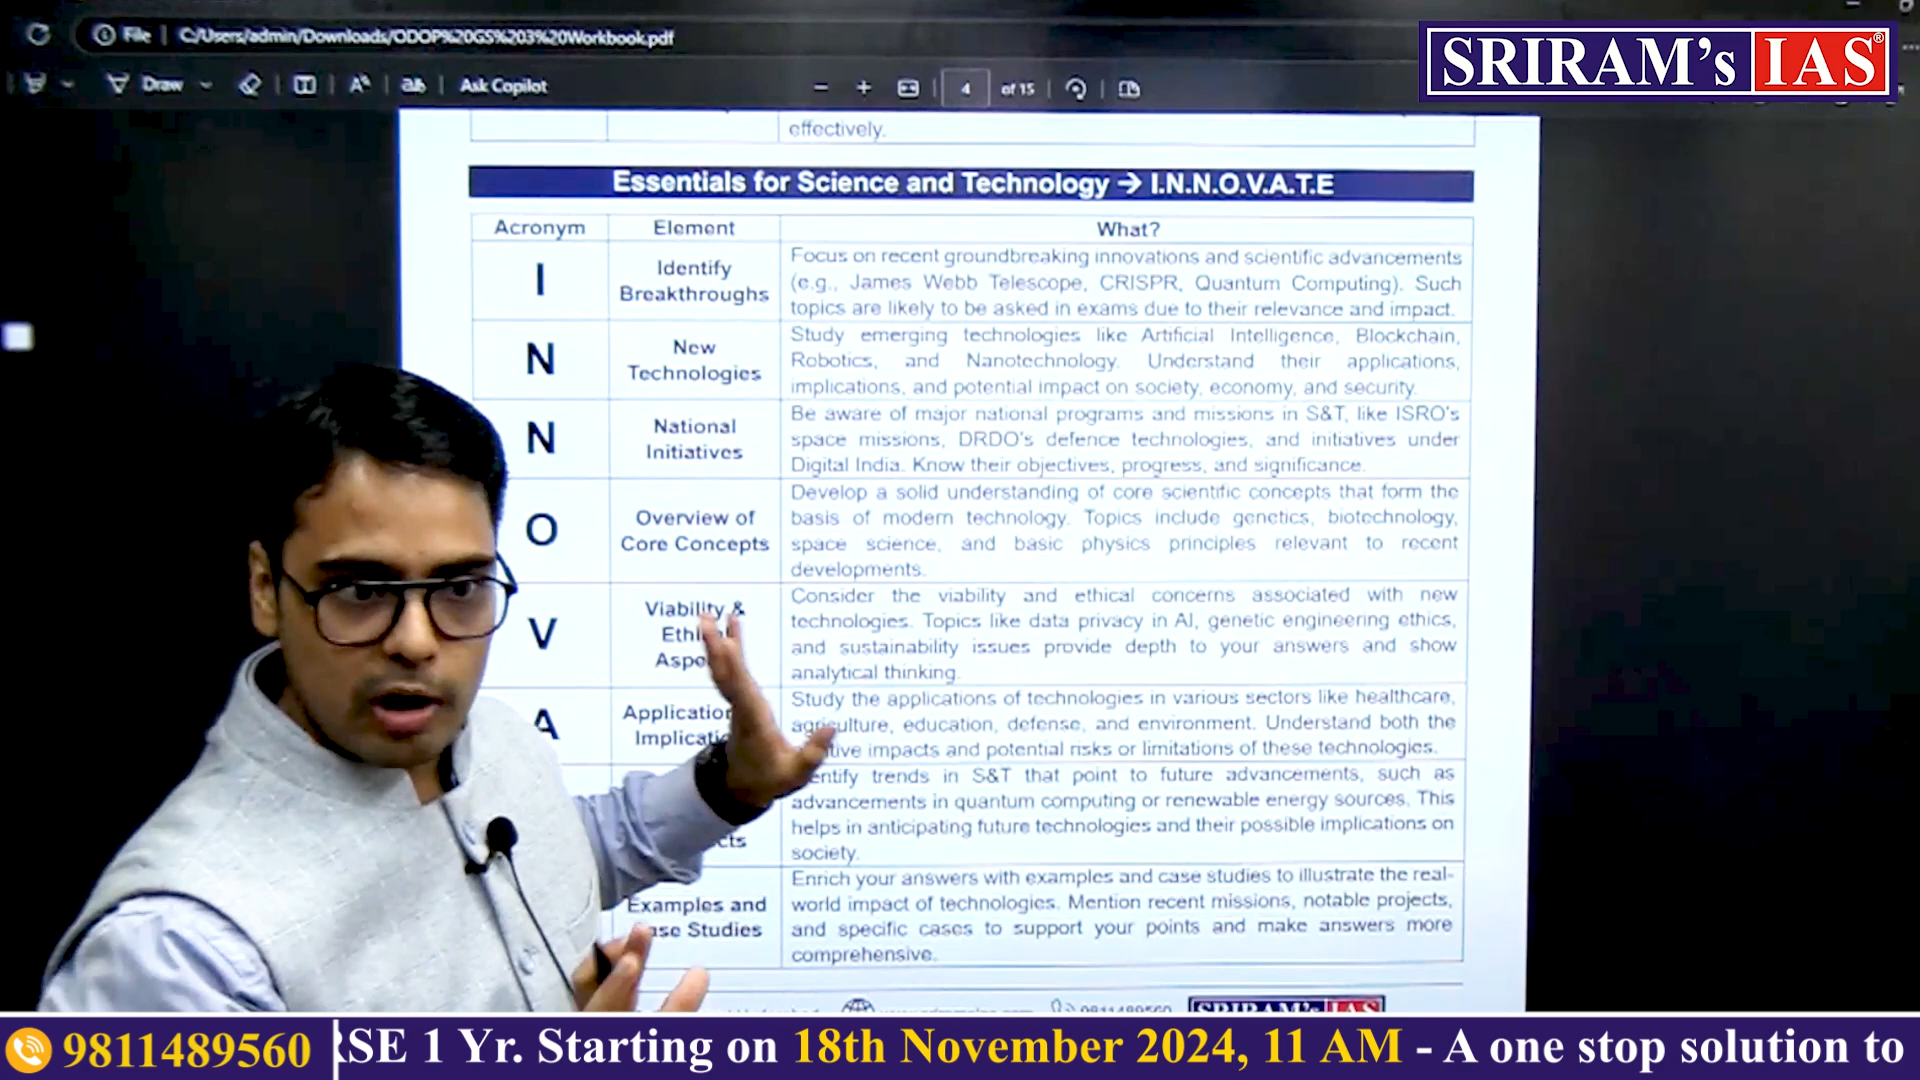 File | C:/Users/admin/Downloads/ODOP%20GS%203%20Workbook.pdf
SRIRAM's IAS®
Draw
Ask Copilot
4 of 15
effectively.
Essentials for Science and Technology → I.N.N.O.V.A.T.E
Acronym Element What?
I
Identify
Breakthroughs
Focus on recent groundbreaking innovations and scientific advancements
(e.g., James Webb Telescope, CRISPR, Quantum Computing). Such
topics are likely to be asked in exams due to their relevance and impact.
N
New
Technologies
Study emerging technologies like Artificial Intelligence, Blockchain,
Robotics, and Nanotechnology. Understand their applications,
implications, and potential impact on society, economy, and security.
N
National
Initiatives
Be aware of major national programs and missions in S&T, like ISRO's
space missions, DRDO's defence technologies, and initiatives under
Digital India. Know their objectives, progress, and significance.
O
Overview of
Core Concepts
Develop a solid understanding of core scientific concepts that form the
basis of modern technology. Topics include genetics, biotechnology,
space science, and basic physics principles relevant to recent
developments.
V
Viability &
Consider the viability and ethical concerns associated with new
technologies. Topics like data privacy in AI, genetic engineering ethics,
and sustainability issues provide depth to your answers and show
analytical thinking.
A
Study the applications of technologies in various sectors like healthcare,
agriculture, education, defense, and environment. Understand both the
impacts and potential risks or limitations of these technologies.
trends in S&T that point to future advancements, such as
advancements in quantum computing or renewable energy sources. This
helps in anticipating future technologies and their possible implications on
society.
Examples and
Studies
Enrich your answers with examples and case studies to illustrate the real-
world impact of technologies. Mention recent missions, notable projects,
and specific cases to support your points and make answers more
comprehensive.
9811489560
SRIRAM's IAS
9811489560 RSE 1 Yr. Starting on 18th November 2024, 11 AM - A one stop solution to